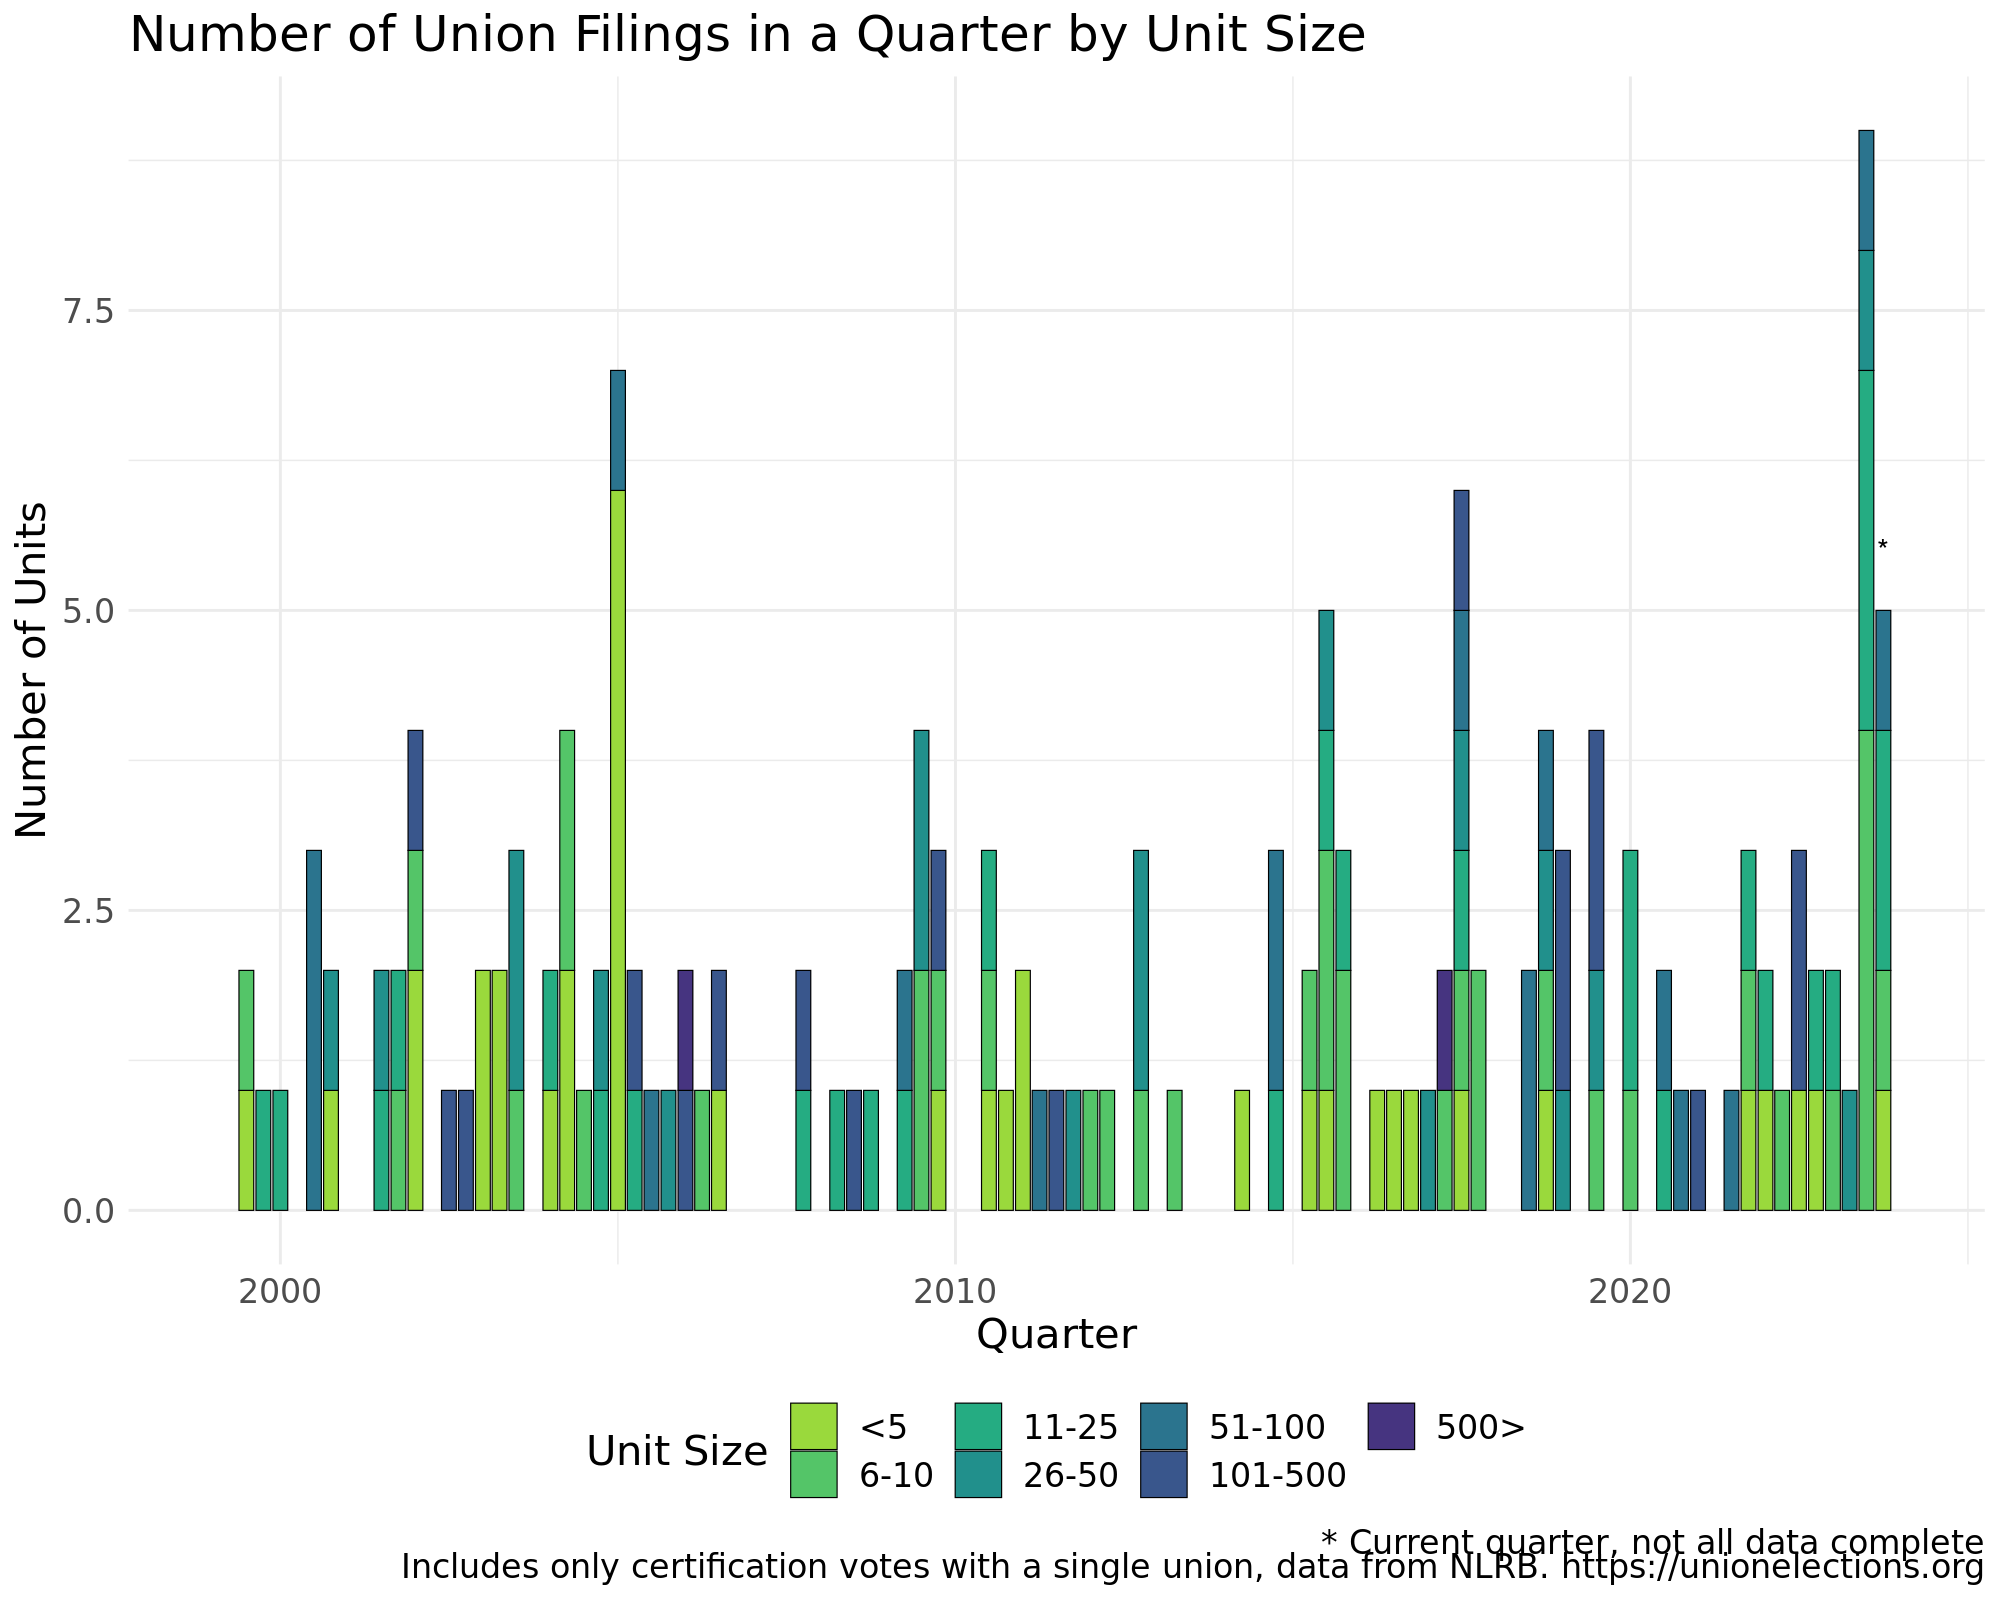 Number of Union Filings in a Quarter by Unit Size
Number of Units
7.5
5.0
2.5
0.0
*
2000
2010
2020
Quarter
Unit Size
<5
11-25
51-100
500>
6-10
26-50
101-500
* Current quarter, not all data complete
Includes only certification votes with a single union, data from NLRB. https://unionelections.org